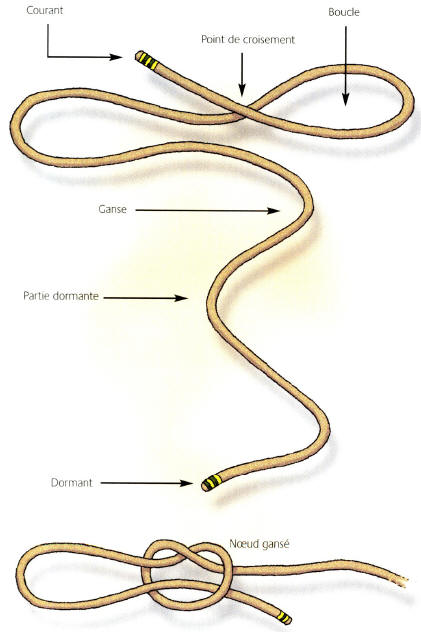 Courant
Point de croisement
Boucle
Ganse
Partie dormante
Dormant
Nœud gansé